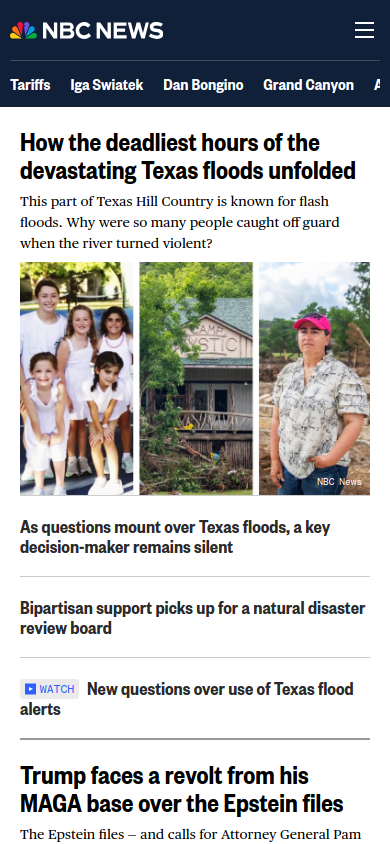 NBC NEWS
Tariffs Iga Swiatek Dan Bongino Grand Canyon
How the deadliest hours of the
devastating Texas floods unfolded
This part of Texas Hill Country is known for flash
floods. Why were so many people caught off guard
when the river turned violent?
CAMP
MYSTIC
NBC News
As questions mount over Texas floods, a key
decision-maker remains silent
Bipartisan support picks up for a natural disaster
review board
WATCH New questions over use of Texas flood
alerts
Trump faces a revolt from his
MAGA base over the Epstein files
The Epstein files — and calls for Attorney General Pam